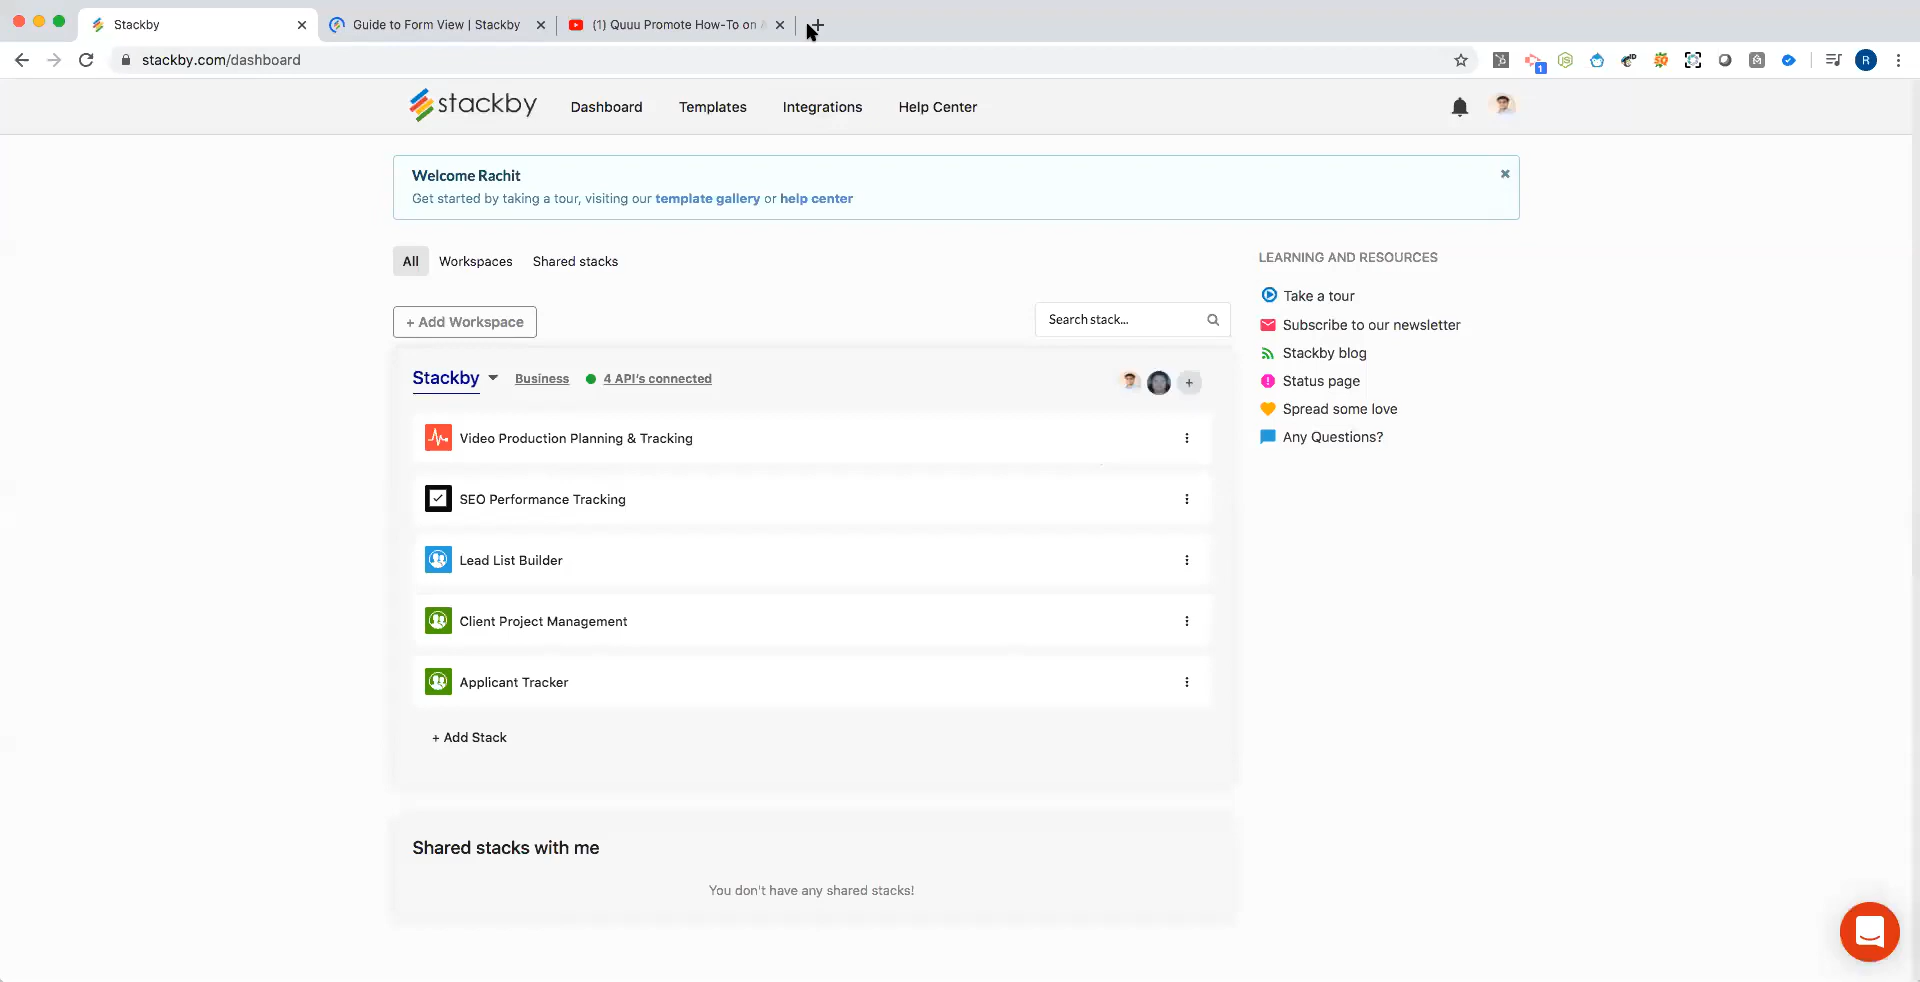 Stackby
Guide to Form View | Stackby
(1) Quuu Promote How-To on
stackby.com/dashboard
1
R
stackby
Dashboard
Templates
Integrations
Help Center
Welcome Rachit
Get started by taking a tour, visiting our template gallery or help center
All
Workspaces
Shared stacks
LEARNING AND RESOURCES
+ Add Workspace
Search stack...
Take a tour
Subscribe to our newsletter
Stackby blog
Status page
Spread some love
Any Questions?
Stackby
Business
4 API's connected
+
Video Production Planning & Tracking
SEO Performance Tracking
Lead List Builder
Client Project Management
Applicant Tracker
+ Add Stack
Shared stacks with me
You don't have any shared stacks!